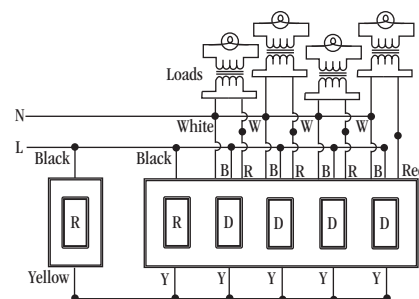 Loads
N
White W W W
L
Black Black B R B R B R B Red
R R D D D D
Yellow Y Y Y Y Y